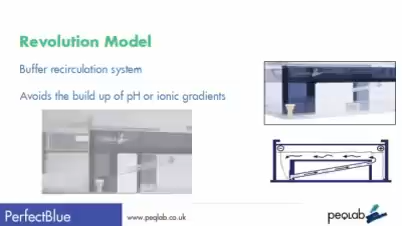 Revolution Model
Buffer recirculation system
Avoids the build up of pH or ionic gradients
PerfectBlue
www.peqlab.co.uk
peqlab